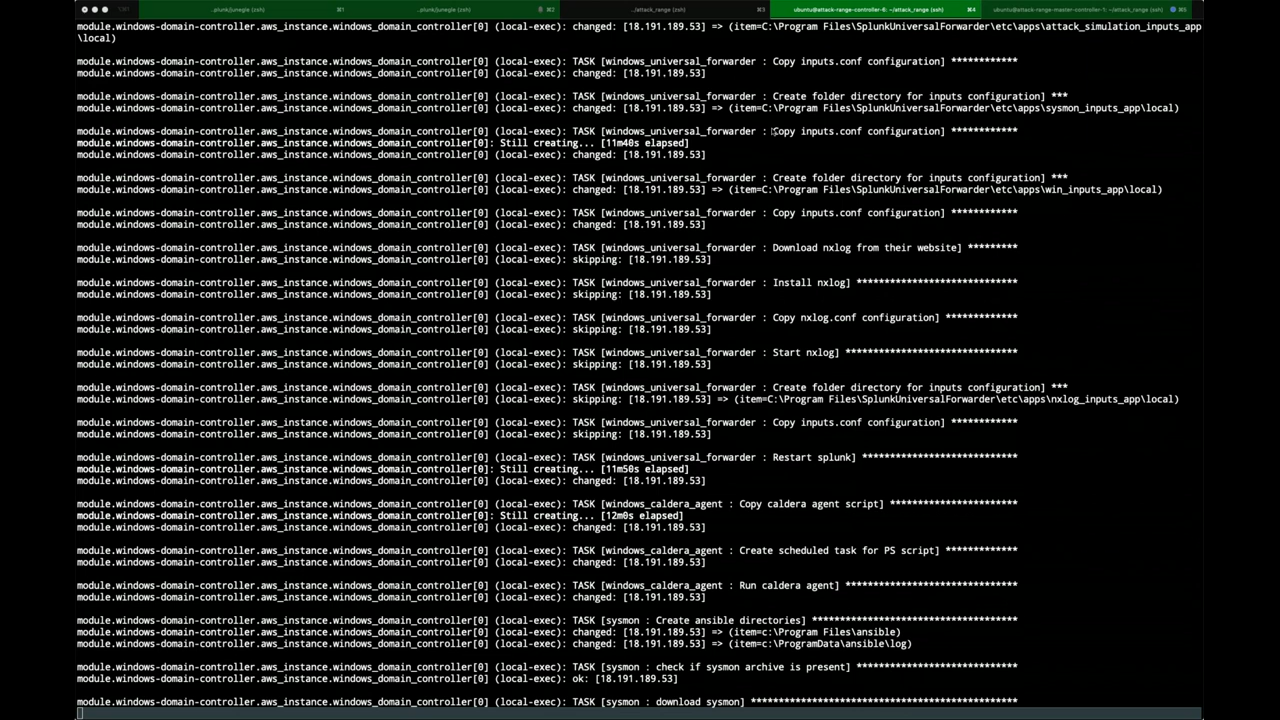 ..plunk/junegle (zsh) ⌘1 ..plunk/junegle (zsh) ⌘2 ../attack_range (zsh) ⌘3 ubuntu@attack-range-controller-6: ~/attack_range (ssh) ⌘4 ubuntu@attack-range-master-controller-1: ~/attack_range (ssh) ⌘5
module.windows-domain-controller.aws_instance.windows_domain_controller[0] (local-exec): changed: [18.191.189.53] => (item=C:\Program Files\SplunkUniversalForwarder\etc\apps\attack_simulation_inputs_app
\local)
module.windows-domain-controller.aws_instance.windows_domain_controller[0] (local-exec): TASK [windows_universal_forwarder : Copy inputs.conf configuration] ************
module.windows-domain-controller.aws_instance.windows_domain_controller[0] (local-exec): changed: [18.191.189.53]
module.windows-domain-controller.aws_instance.windows_domain_controller[0] (local-exec): TASK [windows_universal_forwarder : Create folder directory for inputs configuration] ***
module.windows-domain-controller.aws_instance.windows_domain_controller[0] (local-exec): changed: [18.191.189.53] => (item=C:\Program Files\SplunkUniversalForwarder\etc\apps\sysmon_inputs_app\local)
module.windows-domain-controller.aws_instance.windows_domain_controller[0] (local-exec): TASK [windows_universal_forwarder : Copy inputs.conf configuration] ************
module.windows-domain-controller.aws_instance.windows_domain_controller[0]: Still creating... [11m40s elapsed]
module.windows-domain-controller.aws_instance.windows_domain_controller[0] (local-exec): changed: [18.191.189.53]
module.windows-domain-controller.aws_instance.windows_domain_controller[0] (local-exec): TASK [windows_universal_forwarder : Create folder directory for inputs configuration] ***
module.windows-domain-controller.aws_instance.windows_domain_controller[0] (local-exec): changed: [18.191.189.53] => (item=C:\Program Files\SplunkUniversalForwarder\etc\apps\win_inputs_app\local)
module.windows-domain-controller.aws_instance.windows_domain_controller[0] (local-exec): TASK [windows_universal_forwarder : Copy inputs.conf configuration] ************
module.windows-domain-controller.aws_instance.windows_domain_controller[0] (local-exec): changed: [18.191.189.53]
module.windows-domain-controller.aws_instance.windows_domain_controller[0] (local-exec): TASK [windows_universal_forwarder : Download nxlog from their website] *********
module.windows-domain-controller.aws_instance.windows_domain_controller[0] (local-exec): skipping: [18.191.189.53]
module.windows-domain-controller.aws_instance.windows_domain_controller[0] (local-exec): TASK [windows_universal_forwarder : Install nxlog] *****************************
module.windows-domain-controller.aws_instance.windows_domain_controller[0] (local-exec): skipping: [18.191.189.53]
module.windows-domain-controller.aws_instance.windows_domain_controller[0] (local-exec): TASK [windows_universal_forwarder : Copy nxlog.conf configuration] *************
module.windows-domain-controller.aws_instance.windows_domain_controller[0] (local-exec): skipping: [18.191.189.53]
module.windows-domain-controller.aws_instance.windows_domain_controller[0] (local-exec): TASK [windows_universal_forwarder : Start nxlog] *******************************
module.windows-domain-controller.aws_instance.windows_domain_controller[0] (local-exec): skipping: [18.191.189.53]
module.windows-domain-controller.aws_instance.windows_domain_controller[0] (local-exec): TASK [windows_universal_forwarder : Create folder directory for inputs configuration] ***
module.windows-domain-controller.aws_instance.windows_domain_controller[0] (local-exec): skipping: [18.191.189.53] => (item=C:\Program Files\SplunkUniversalForwarder\etc\apps\nxlog_inputs_app\local)
module.windows-domain-controller.aws_instance.windows_domain_controller[0] (local-exec): TASK [windows_universal_forwarder : Copy inputs.conf configuration] ************
module.windows-domain-controller.aws_instance.windows_domain_controller[0] (local-exec): skipping: [18.191.189.53]
module.windows-domain-controller.aws_instance.windows_domain_controller[0] (local-exec): TASK [windows_universal_forwarder : Restart splunk] ****************************
module.windows-domain-controller.aws_instance.windows_domain_controller[0]: Still creating... [11m50s elapsed]
module.windows-domain-controller.aws_instance.windows_domain_controller[0] (local-exec): changed: [18.191.189.53]
module.windows-domain-controller.aws_instance.windows_domain_controller[0] (local-exec): TASK [windows_caldera_agent : Copy caldera agent script] ***********************
module.windows-domain-controller.aws_instance.windows_domain_controller[0]: Still creating... [12m0s elapsed]
module.windows-domain-controller.aws_instance.windows_domain_controller[0] (local-exec): changed: [18.191.189.53]
module.windows-domain-controller.aws_instance.windows_domain_controller[0] (local-exec): TASK [windows_caldera_agent : Create scheduled task for PS script] *************
module.windows-domain-controller.aws_instance.windows_domain_controller[0] (local-exec): changed: [18.191.189.53]
module.windows-domain-controller.aws_instance.windows_domain_controller[0] (local-exec): TASK [windows_caldera_agent : Run caldera agent] *******************************
module.windows-domain-controller.aws_instance.windows_domain_controller[0] (local-exec): changed: [18.191.189.53]
module.windows-domain-controller.aws_instance.windows_domain_controller[0] (local-exec): TASK [sysmon : Create ansible directories] *************************************
module.windows-domain-controller.aws_instance.windows_domain_controller[0] (local-exec): changed: [18.191.189.53] => (item=c:\Program Files\ansible)
module.windows-domain-controller.aws_instance.windows_domain_controller[0] (local-exec): changed: [18.191.189.53] => (item=c:\ProgramData\ansible\log)
module.windows-domain-controller.aws_instance.windows_domain_controller[0] (local-exec): TASK [sysmon : check if sysmon archive is present] *****************************
module.windows-domain-controller.aws_instance.windows_domain_controller[0] (local-exec): ok: [18.191.189.53]
module.windows-domain-controller.aws_instance.windows_domain_controller[0] (local-exec): TASK [sysmon : download sysmon] ************************************************